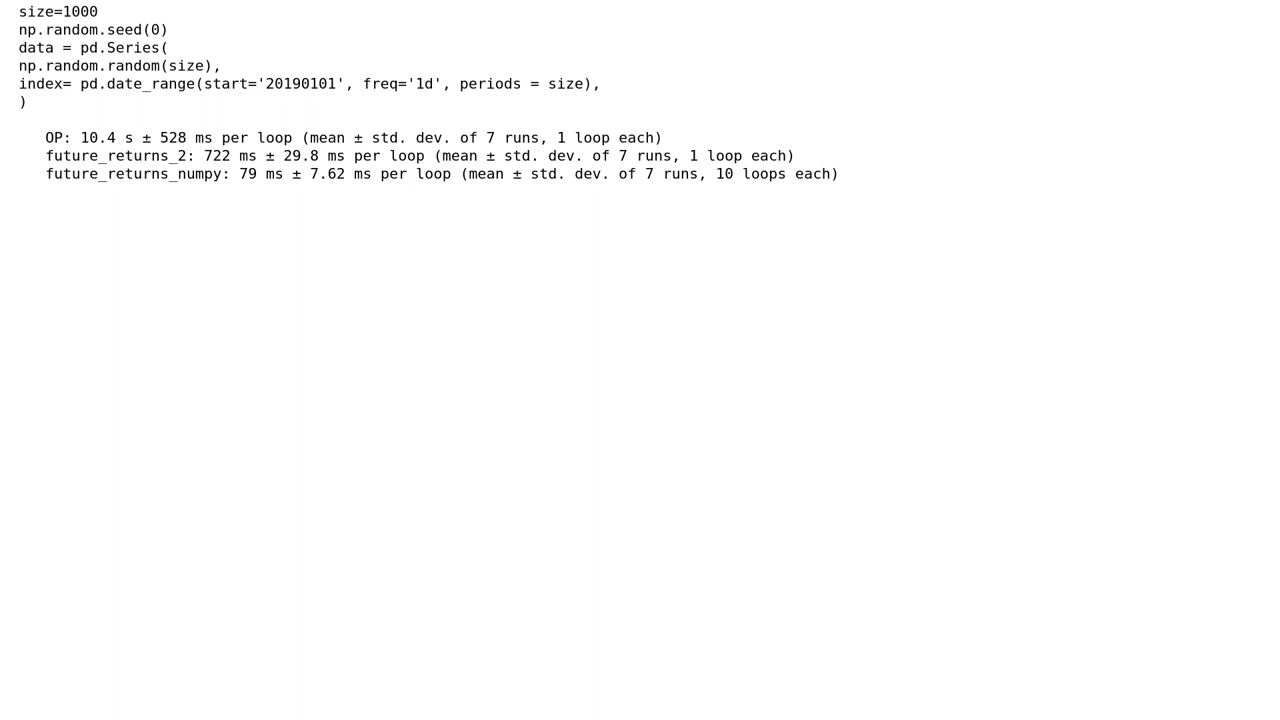 size=1000
np.random.seed(0)
data = pd.Series(
np.random.random(size),
index= pd.date_range(start='20190101', freq='1d', periods = size),
)
OP: 10.4 s ± 528 ms per loop (mean ± std. dev. of 7 runs, 1 loop each)
future_returns_2: 722 ms ± 29.8 ms per loop (mean ± std. dev. of 7 runs, 1 loop each)
future_returns_numpy: 79 ms ± 7.62 ms per loop (mean ± std. dev. of 7 runs, 10 loops each)